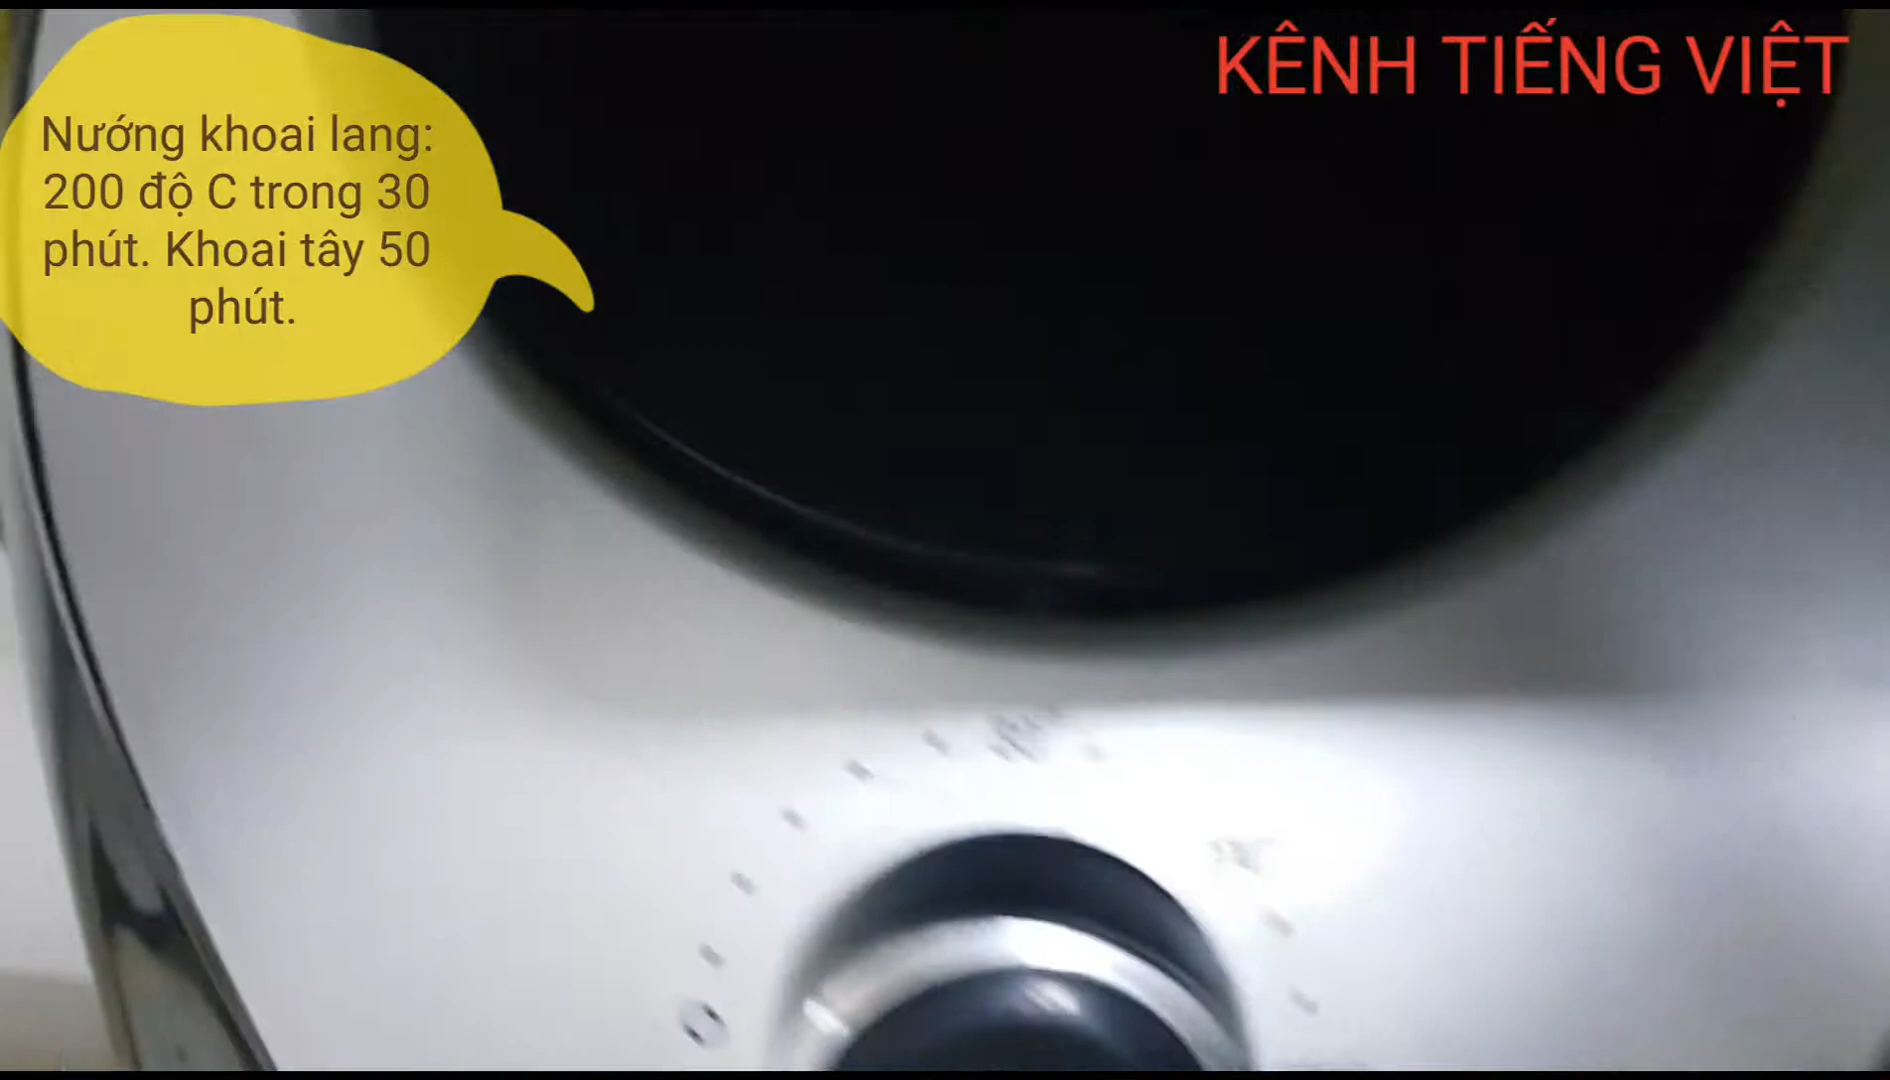 KÊNH TIẾNG VIỆT
Nướng khoai lang:
200 độ C trong 30
phút. Khoai tây 50
phút.